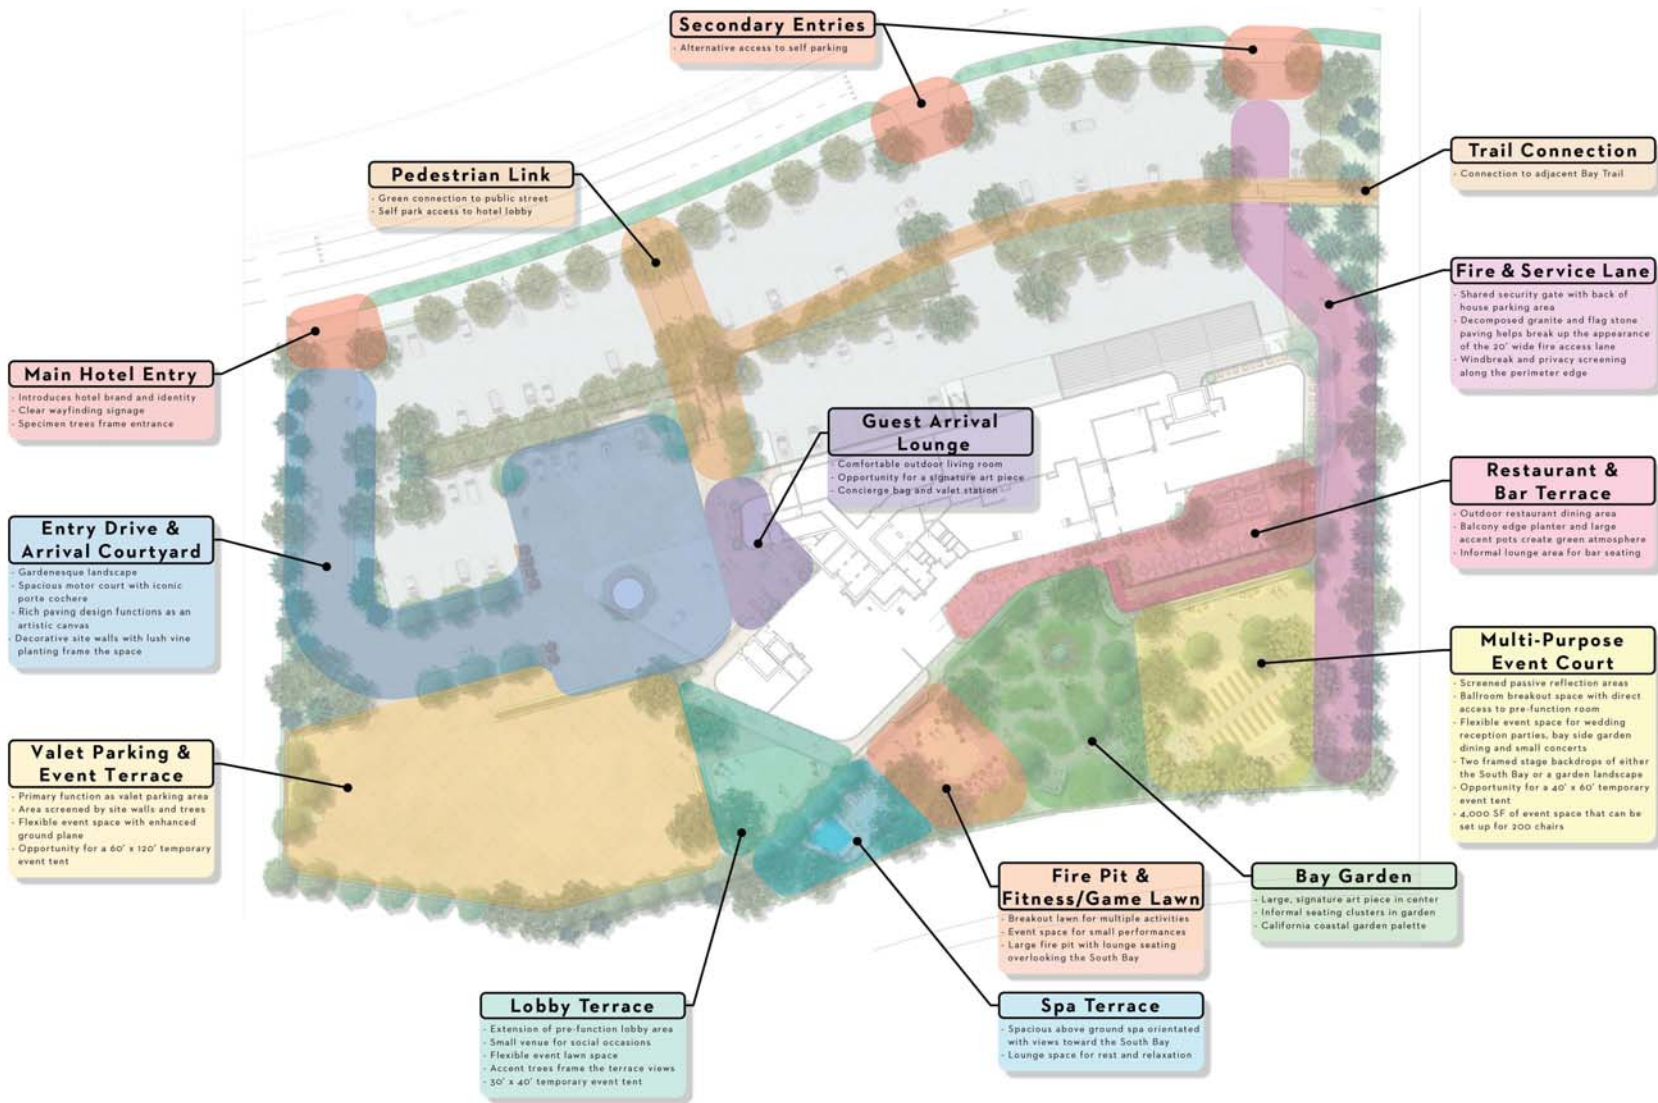 Secondary Entries
- Alternative access to self parking
Pedestrian Link
- Green connection to public street
- Self park access to hotel lobby
Trail Connection
- Connection to adjacent Bay Trail
Fire & Service Lane
- Shared security gate with back of
house parking area
- Decomposed granite and flag stone
paving helps break up the appearance
of the 20' wide fire access lane
- Windbreak and privacy screening
along the perimeter edge
Main Hotel Entry
- Introduces hotel brand and identity
- Clear wayfinding signage
- Specimen trees frame entrance
Guest Arrival
Lounge
- Comfortable outdoor living room
- Opportunity for a signature art piece
- Concierge bag and valet station
Restaurant &
Bar Terrace
- Outdoor restaurant dining area
- Balcony edge planter and large
accent pots create green atmosphere
- Informal lounge area for bar seating
Entry Drive &
Arrival Courtyard
- Gardenesque landscape
- Spacious motor court with iconic
porte cochere
- Rich paving design functions as an
artistic canvas
- Decorative site walls with lush vine
planting frame the space
Multi-Purpose
Event Court
- Screened passive reflection areas
- Ballroom breakout space with direct
access to pre-function room
- Flexible event space for wedding
reception parties, bay side garden
dining and small concerts
- Two framed stage backdrops of either
the South Bay or a garden landscape
- Opportunity for a 40' x 60' temporary
event tent
- 4,000 SF of event space that can be
set up for 200 chairs
Valet Parking &
Event Terrace
- Primary function as valet parking area
- Area screened by site walls and trees
- Flexible event space with enhanced
ground plane
- Opportunity for a 60' x 120' temporary
event tent
Fire Pit &
Fitness/Game Lawn
- Breakout lawn for multiple activities
- Event space for small performances
- Large fire pit with lounge seating
overlooking the South Bay
Bay Garden
- Large, signature art piece in center
- Informal seating clusters in garden
- California coastal garden palette
Lobby Terrace
- Extension of pre-function lobby area
- Small venue for social occasions
- Flexible event lawn space
- Accent trees frame the terrace views
- 30' x 40' temporary event tent
Spa Terrace
- Spacious above ground spa orientated
with views toward the South Bay
- Lounge space for rest and relaxation